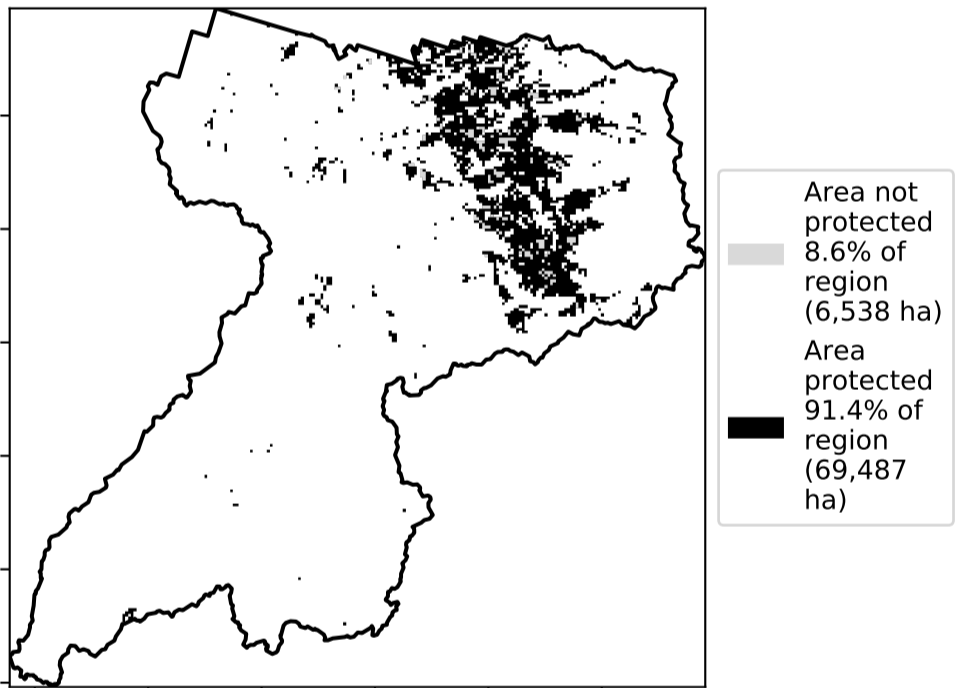 Area not
protected
8.6% of
region
(6,538 ha)
Area
protected
91.4% of
region
(69,487
ha)